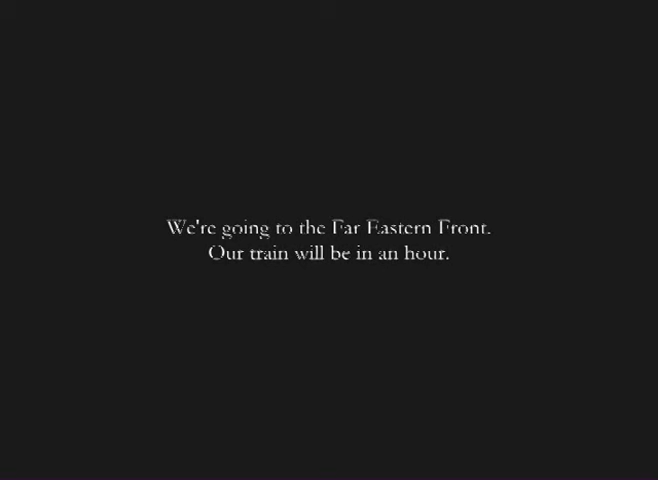 We're going to the Far Eastern Front.
Our train will be in an hour.